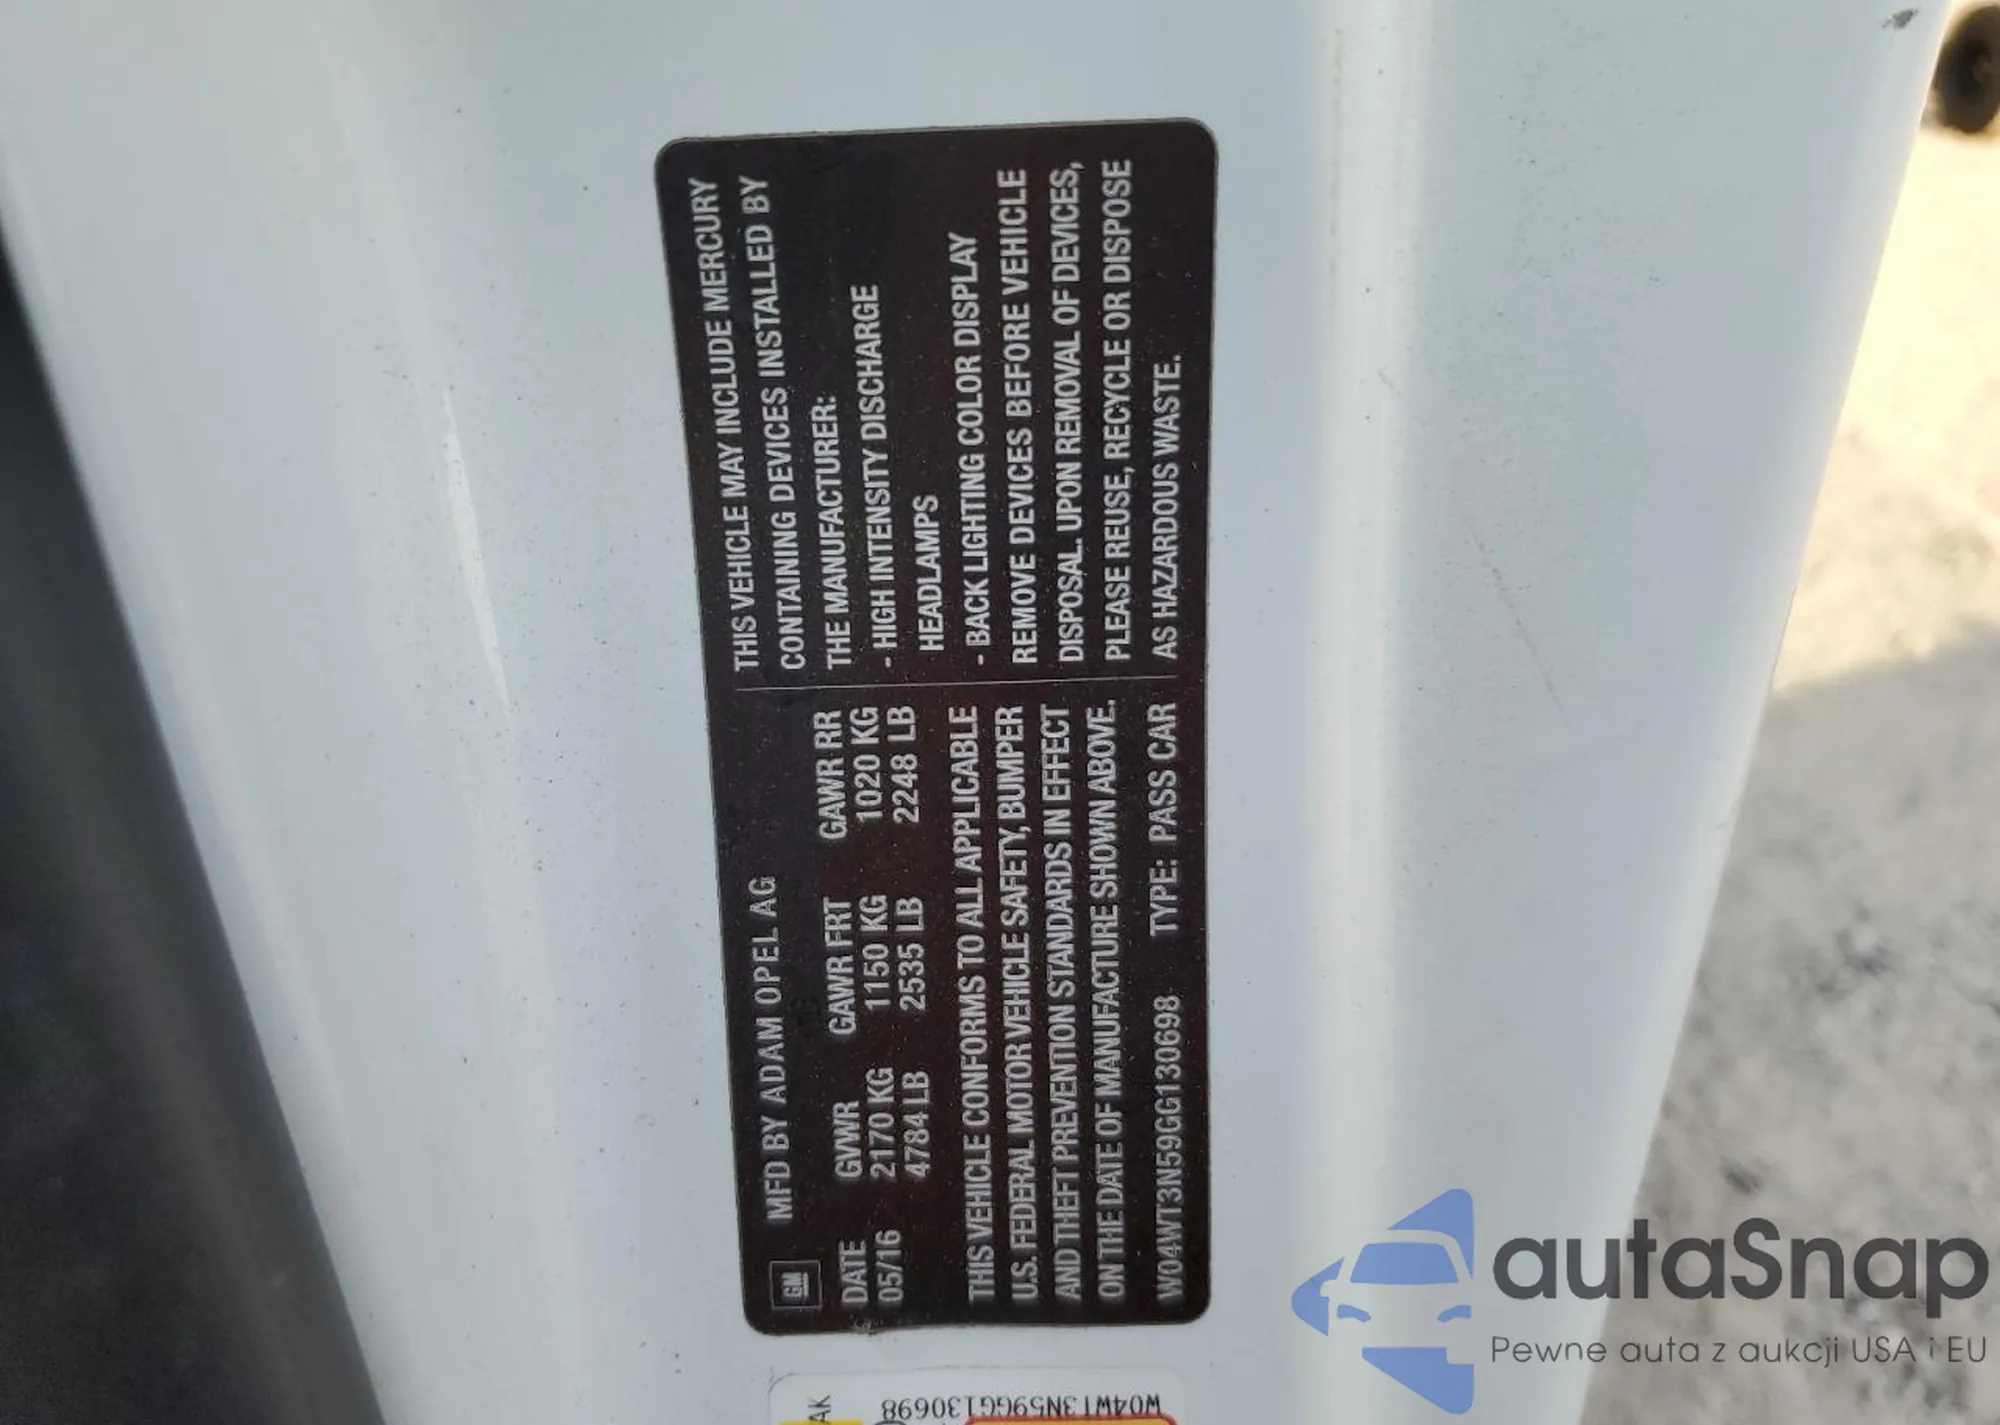 GM
MFD BY ADAM OPEL AG
DATE GVWR GAWR FRT GAWR RR
05/16 2170 KG 1150 KG 1020 KG
4784 LB 2535 LB 2248 LB
THIS VEHICLE CONFORMS TO ALL APPLICABLE
U.S. FEDERAL MOTOR VEHICLE SAFETY, BUMPER
AND THEFT PREVENTION STANDARDS IN EFFECT
ON THE DATE OF MANUFACTURE SHOWN ABOVE.
W04WT3N59GG130698 TYPE: PASS CAR
THIS VEHICLE MAY INCLUDE MERCURY
CONTAINING DEVICES INSTALLED BY
THE MANUFACTURER:
- HIGH INTENSITY DISCHARGE
HEADLAMPS
- BACK LIGHTING COLOR DISPLAY
REMOVE DEVICES BEFORE VEHICLE
DISPOSAL UPON REMOVAL OF DEVICES,
PLEASE REUSE, RECYCLE OR DISPOSE
AS HAZARDOUS WASTE.
W04WT3N59GG130698
AK
autaSnap
Pewne auta z aukcji USA i EU